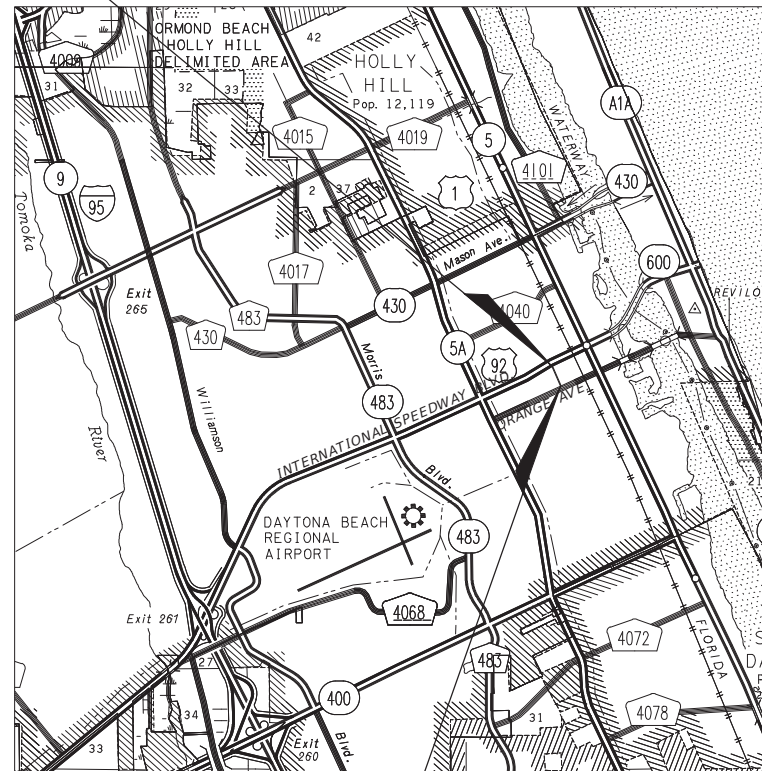 ORMOND BEACH
HOLLY HILL
DELIMITED AREA
4009
31
32
33
42
HOLLY
HILL
Pop. 12,119
A1A
4015
4019
5
WATERWAY
4101
430
9
95
Tomoka
2
37
1
Mason Ave.
600
4017
Exit
265
483
430
430
4040
REVILO
5A
92
Morris
483
Williamson
River
INTERNATIONAL SPEEDWAY BLVD.
ORANGE AVE.
Blvd.
21
DAYTONA BEACH
REGIONAL
AIRPORT
483
Exit 261
4068
4072
FLORIDA
S
DA
27
483
400
34
4078
31
33
Exit
260
Blvd.